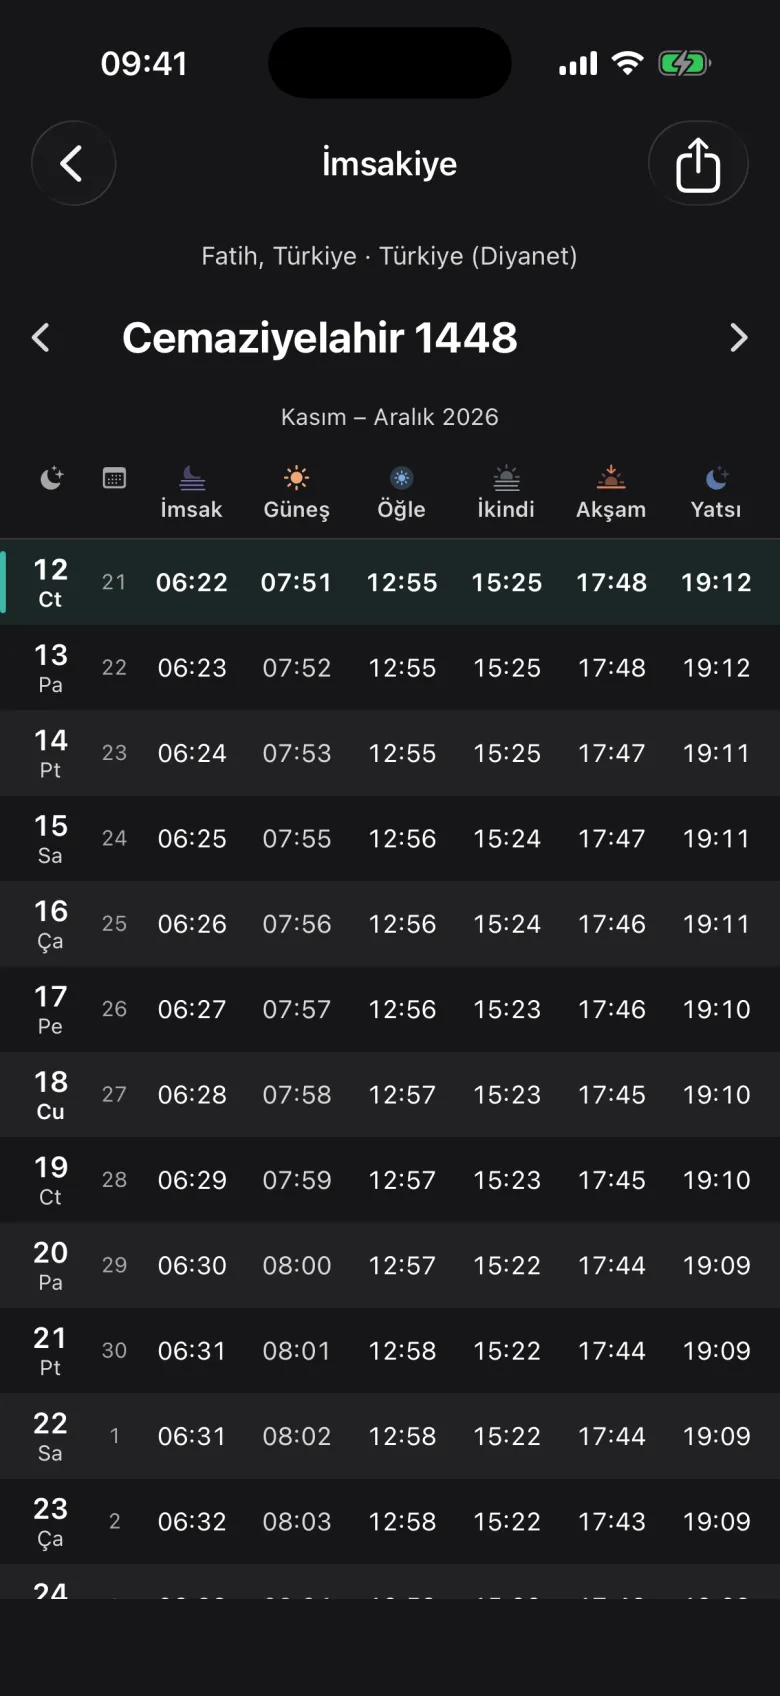 09:41
İmsakiye
Fatih, Türkiye · Türkiye (Diyanet)
Cemaziyelahir 1448
Kasım – Aralık 2026
İmsak Güneş Öğle İkindi Akşam Yatsı
12 Ct 21 06:22 07:51 12:55 15:25 17:48 19:12
13 Pa 22 06:23 07:52 12:55 15:25 17:48 19:12
14 Pt 23 06:24 07:53 12:55 15:25 17:47 19:11
15 Sa 24 06:25 07:55 12:56 15:24 17:47 19:11
16 Ça 25 06:26 07:56 12:56 15:24 17:46 19:11
17 Pe 26 06:27 07:57 12:56 15:23 17:46 19:10
18 Cu 27 06:28 07:58 12:57 15:23 17:45 19:10
19 Ct 28 06:29 07:59 12:57 15:23 17:45 19:10
20 Pa 29 06:30 08:00 12:57 15:22 17:44 19:09
21 Pt 30 06:31 08:01 12:58 15:22 17:44 19:09
22 Sa 1 06:31 08:02 12:58 15:22 17:44 19:09
23 Ça 2 06:32 08:03 12:58 15:22 17:43 19:09
24